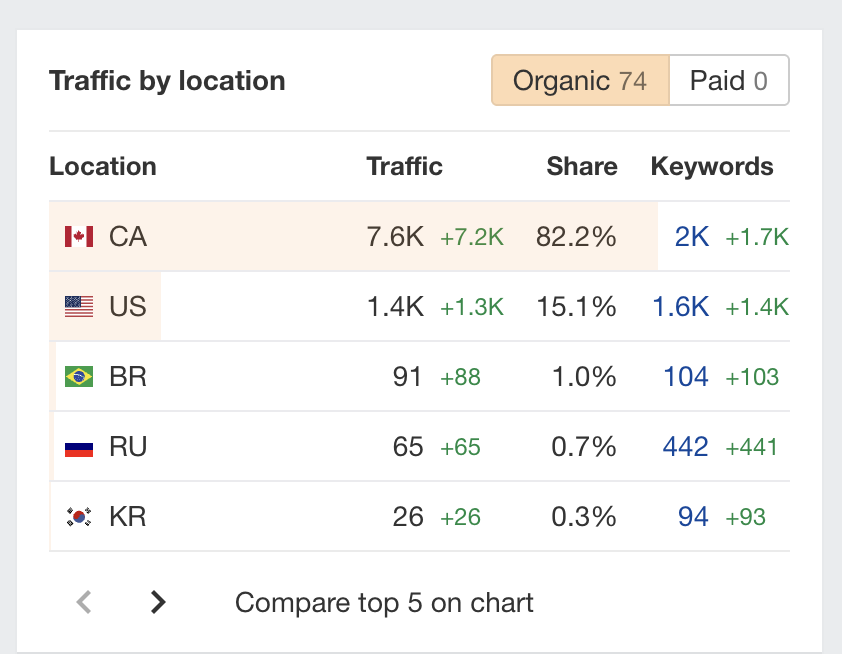 Traffic by location Organic 74 Paid 0
Location Traffic Share Keywords
CA 7.6K +7.2K 82.2% 2K +1.7K
US 1.4K +1.3K 15.1% 1.6K +1.4K
BR 91 +88 1.0% 104 +103
RU 65 +65 0.7% 442 +441
KR 26 +26 0.3% 94 +93
Compare top 5 on chart